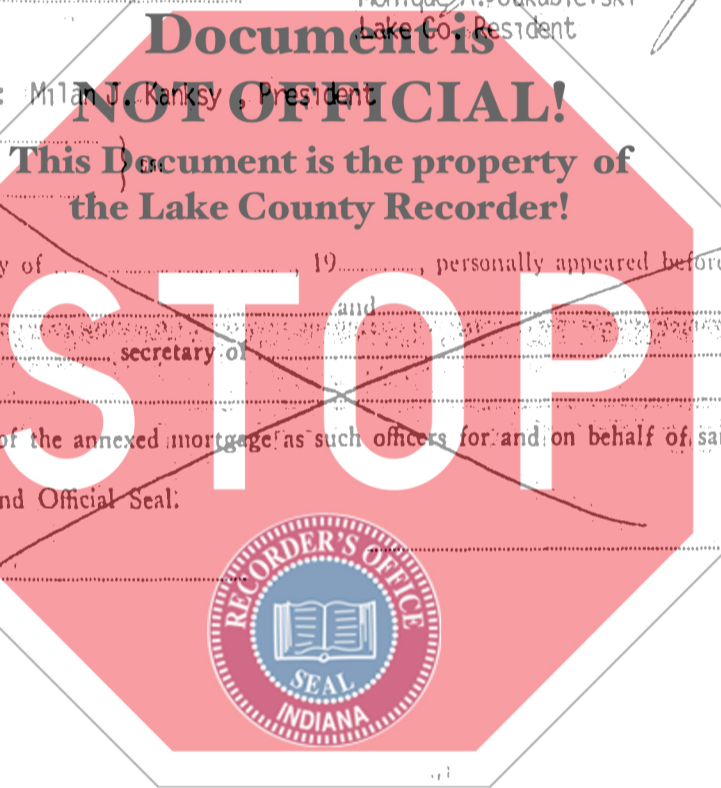 Lake Co. Resident
Document is
: Milan J. Kanksy , President
NOT OFFICIAL!
This Document is the property of
the Lake County Recorder!
y of , 19 , personally appeared before
and
STOP
secretary of
of the annexed mortgage as such officers for and on behalf of
nd Official Seal.
RECORDER'S OFFICE
SEAL
INDIANA